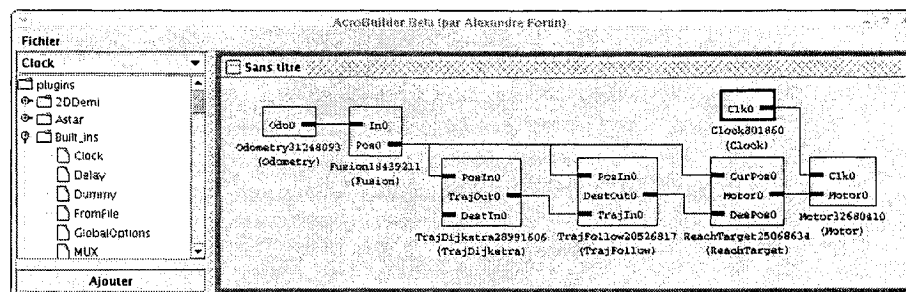 AcroBuilder Beta (par Alexandre Fortin)
Fichier
Clock
plugins
2DDemi
Astar
Built_ins
Clock
Delay
Dummy
FromFile
GlobalOptions
MUX
Ajouter
Sans titre
Odo0
Odometry31248093
(Odometry)
In0
Pos0
Fusion18439211
(Fusion)
PosIn0
TrajOut0
DestIn0
TrajDijkstra28991606
(TrajDijkstra)
PosIn0
DestOut0
TrajIn0
TrajFollow20526817
(TrajFollow)
Clk0
Clock801860
(Clock)
CurPos0
Motor0
DesPos0
ReachTarget25068634
(ReachTarget)
Clk0
Motor0
Motor32680410
(Motor)